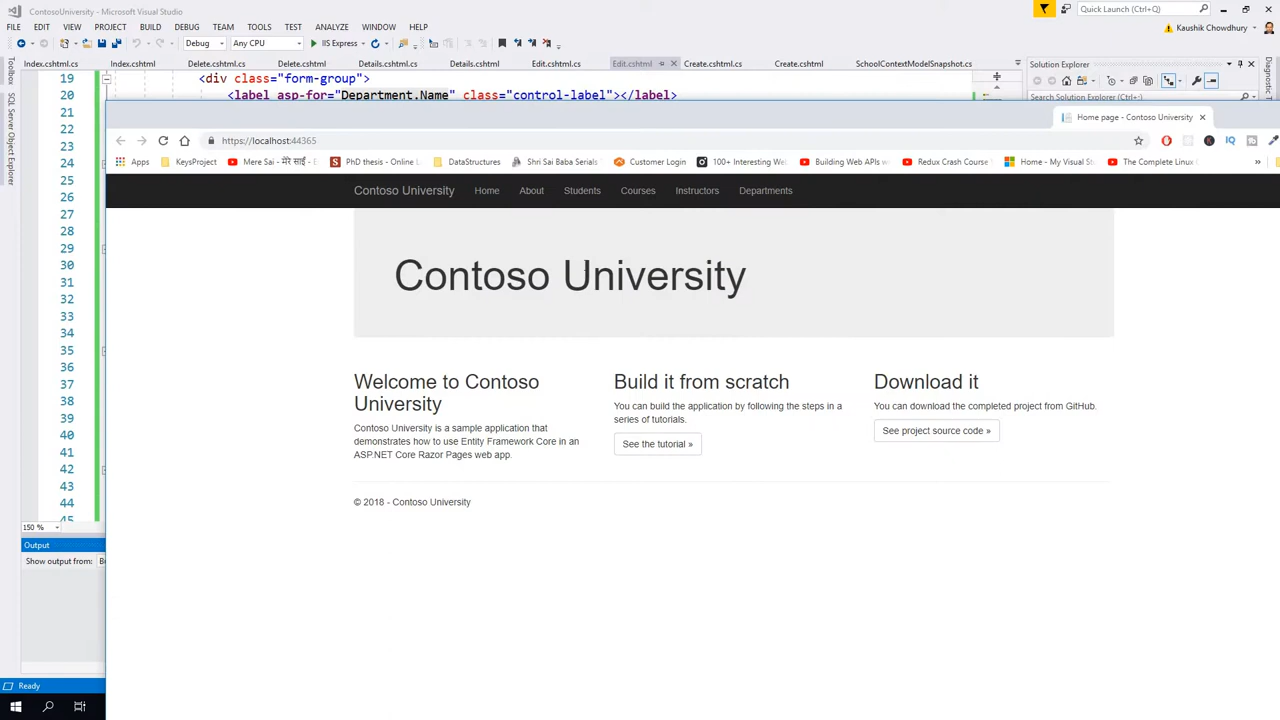 ContosoUniversity - Microsoft Visual Studio
Quick Launch (Ctrl+Q)
FILE EDIT VIEW PROJECT BUILD DEBUG TEAM TOOLS TEST ANALYZE WINDOW HELP
Kaushik Chowdhury
Debug Any CPU IIS Express
Index.cshtml.cs Index.cshtml Delete.cshtml.cs Delete.cshtml Details.cshtml.cs Details.cshtml Edit.cshtml.cs Edit.cshtml Create.cshtml.cs Create.cshtml SchoolContextModelSnapshot.cs
Solution Explorer
Toolbox
SQL Server Object Explorer
Diagnostic
19 <div class="form-group">
20 <label asp-for="Department.Name" class="control-label"></label>
Search Solution Explorer
21
22
23
24
25
26
27
28
29
30
31
32
33
34
35
36
37
38
39
40
41
42
43
44
45
150 %
Output
Show output from:
Ready
Home page - Contoso University
https://localhost:44365
Apps KeysProject Mere Sai - मेरे साई - E PhD thesis - Online L DataStructures Shri Sai Baba Serials Customer Login 100+ Interesting Web Building Web APIs w Redux Crash Course Home - My Visual St The Complete Linux
Contoso University Home About Students Courses Instructors Departments
Contoso University
Welcome to Contoso
University
Contoso University is a sample application that
demonstrates how to use Entity Framework Core in an
ASP.NET Core Razor Pages web app.
Build it from scratch
You can build the application by following the steps in a
series of tutorials.
See the tutorial »
Download it
You can download the completed project from GitHub.
See project source code »
© 2018 - Contoso University